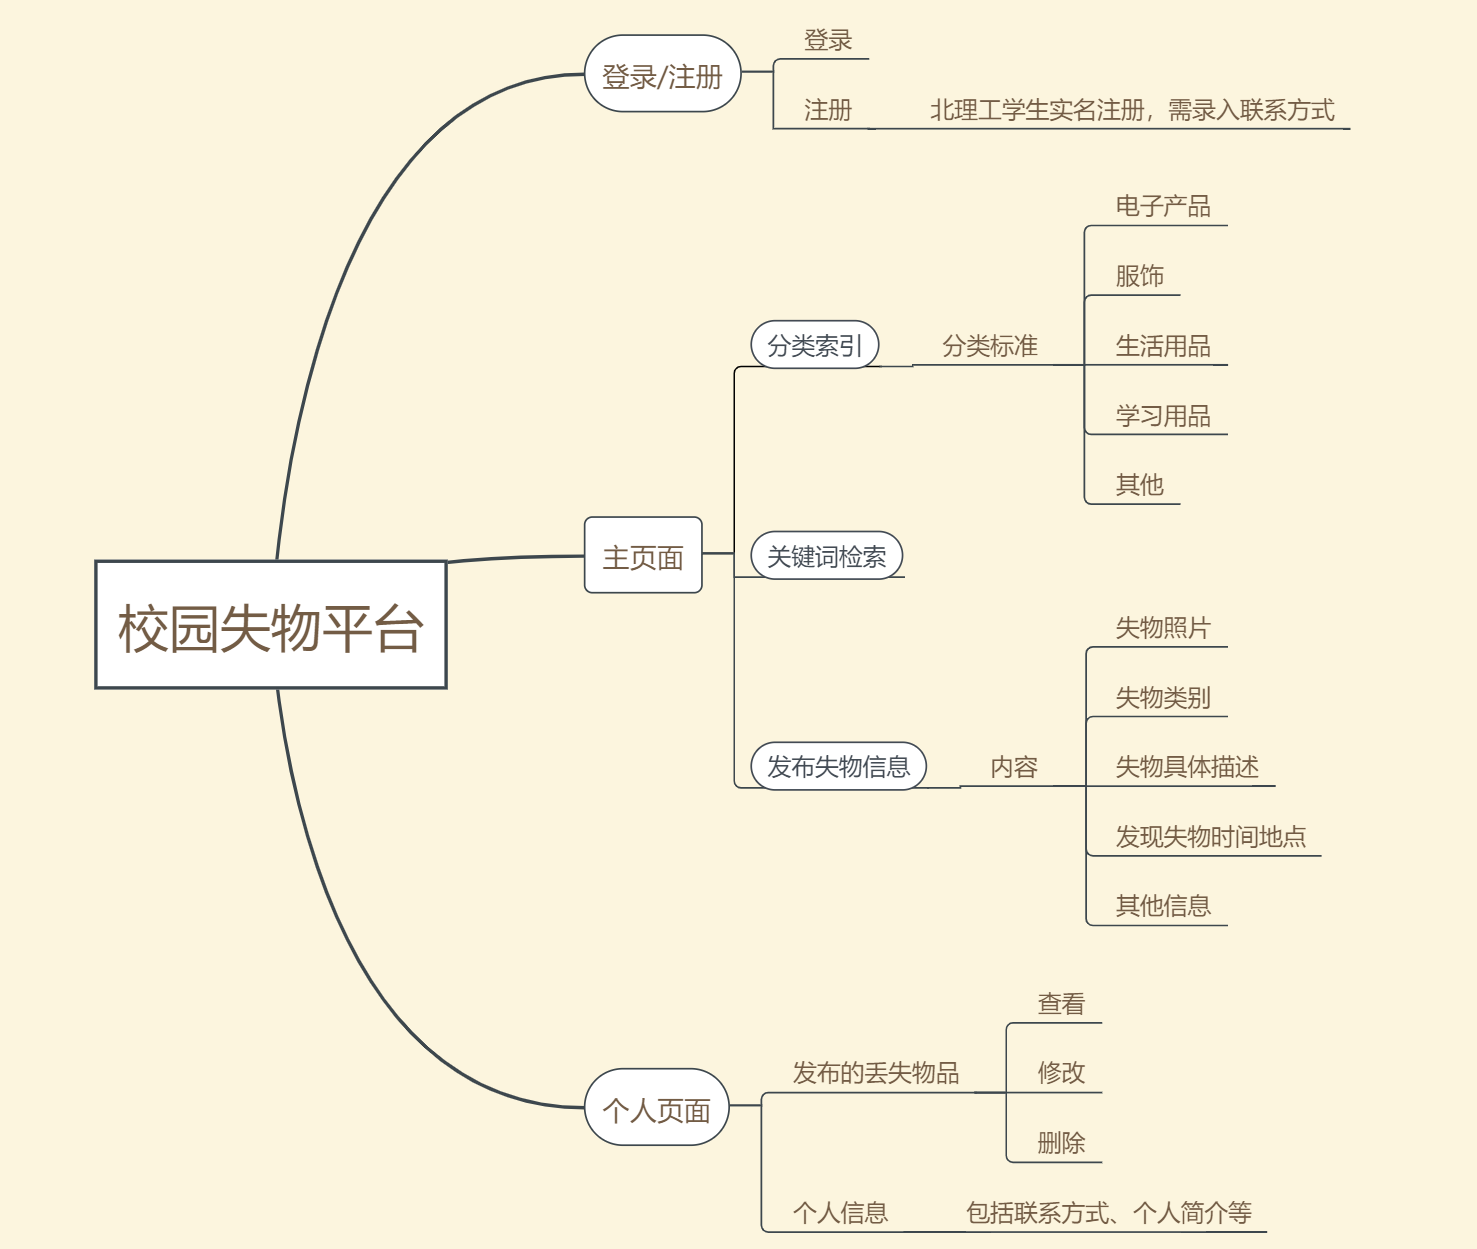 校园失物平台
登录/注册
登录
注册
北理工学生实名注册，需录入联系方式
主页面
分类索引
分类标准
电子产品
服饰
生活用品
学习用品
其他
关键词检索
发布失物信息
内容
失物照片
失物类别
失物具体描述
发现失物时间地点
其他信息
个人页面
发布的丢失物品
查看
修改
删除
个人信息
包括联系方式、个人简介等